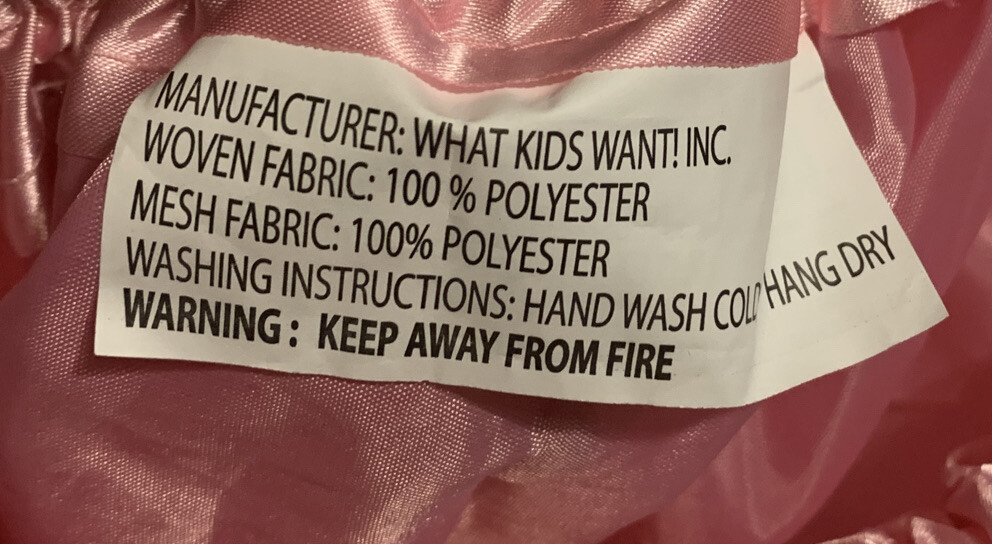 MANUFACTURER: WHAT KIDS WANT! INC.
WOVEN FABRIC: 100 % POLYESTER
MESH FABRIC: 100% POLYESTER
WASHING INSTRUCTIONS: HAND WASH COLD HANG DRY
WARNING : KEEP AWAY FROM FIRE